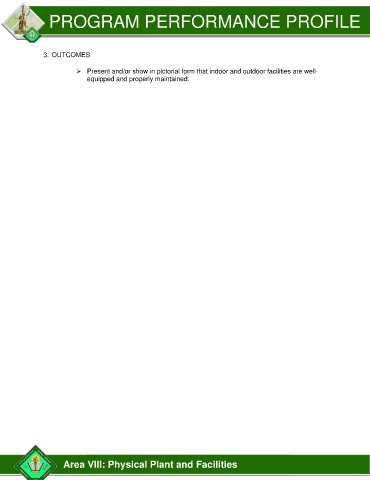 PROGRAM PERFORMANCE PROFILE
3. OUTCOMES
➢ Present and/or show in pictorial form that indoor and outdoor facilities are well-
equipped and properly maintained.
Area VIII: Physical Plant and Facilities